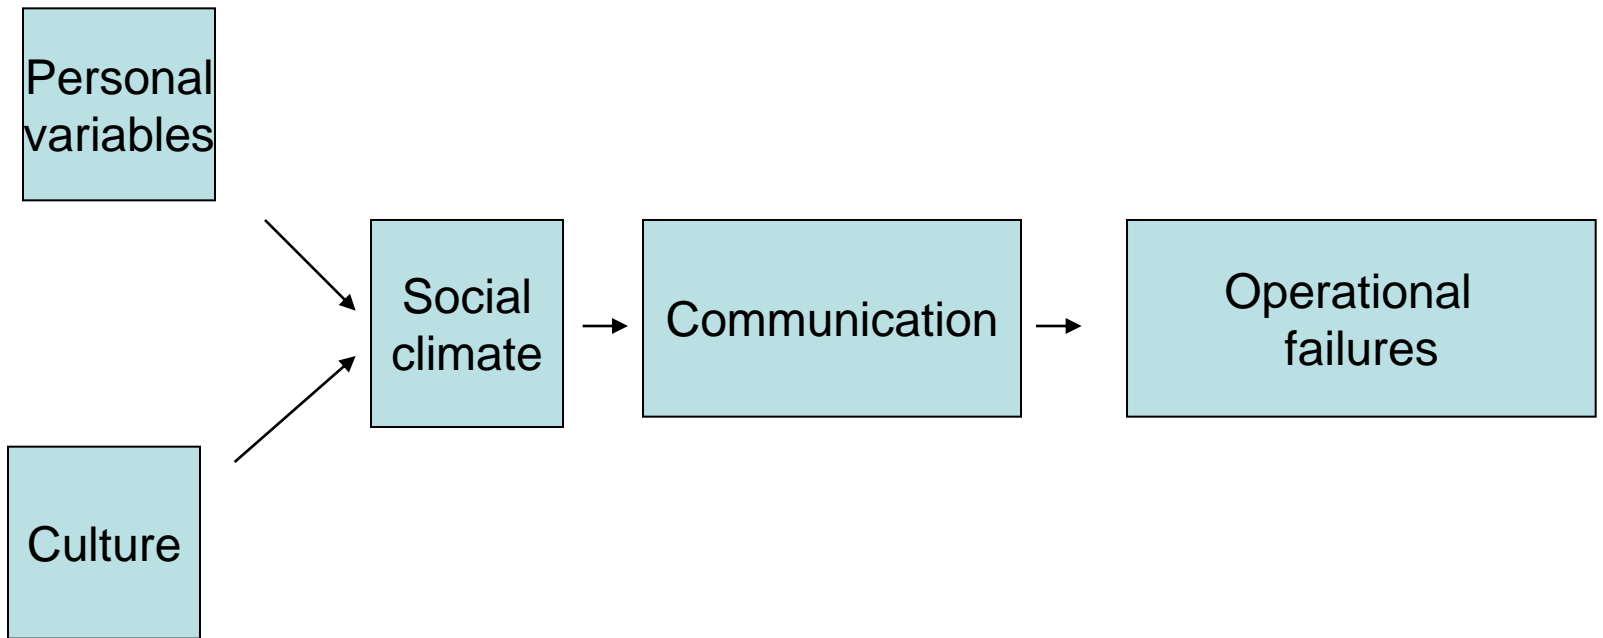 Personal
variables
Social
climate
Communication
Operational
failures
Culture